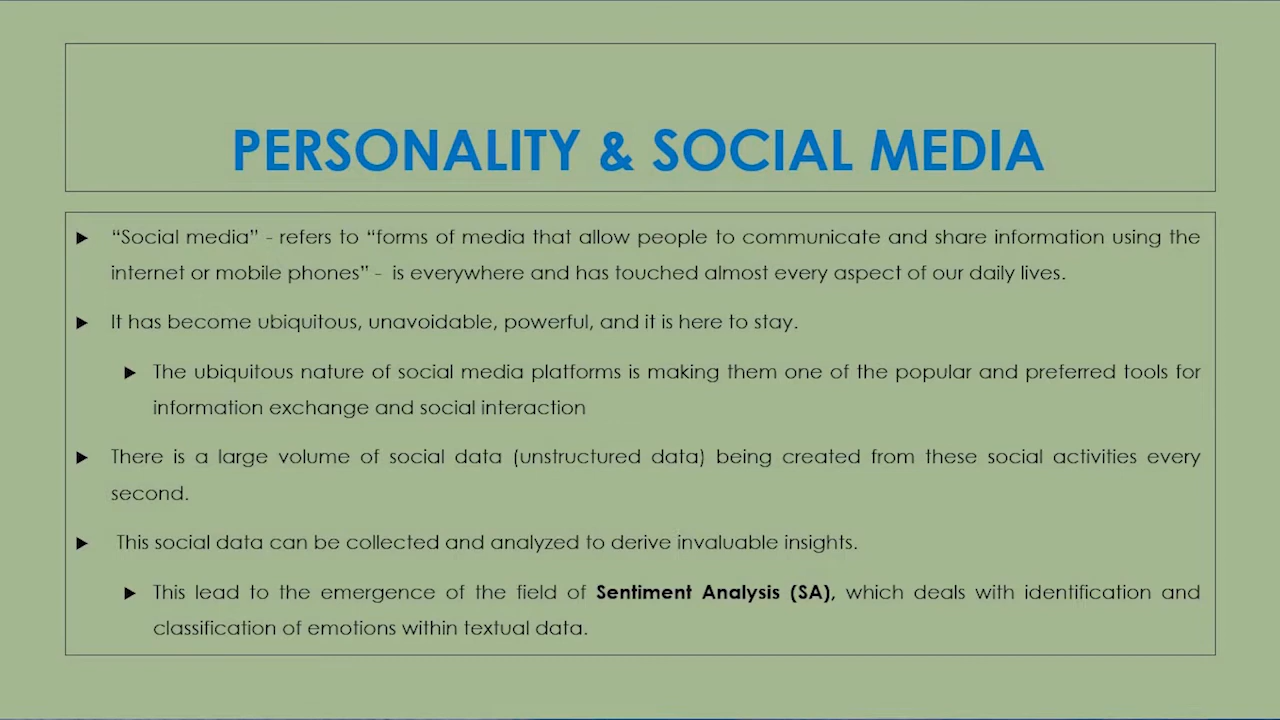 PERSONALITY & SOCIAL MEDIA
“Social media” - refers to “forms of media that allow people to communicate and share information using the
internet or mobile phones” - is everywhere and has touched almost every aspect of our daily lives.
It has become ubiquitous, unavoidable, powerful, and it is here to stay.
The ubiquitous nature of social media platforms is making them one of the popular and preferred tools for
information exchange and social interaction
There is a large volume of social data (unstructured data) being created from these social activities every
second.
This social data can be collected and analyzed to derive invaluable insights.
This lead to the emergence of the field of Sentiment Analysis (SA), which deals with identification and
classification of emotions within textual data.